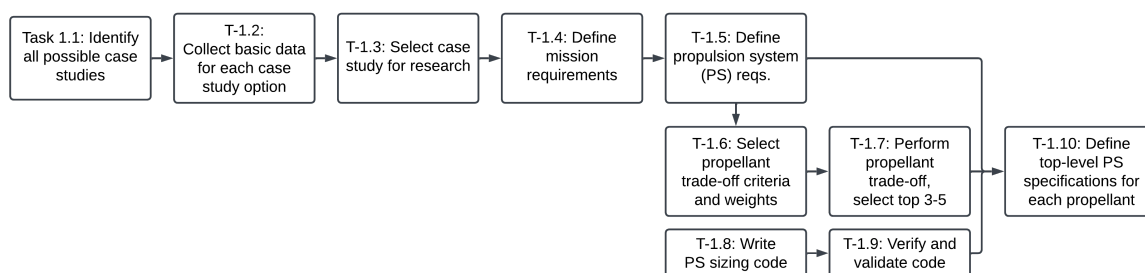 Task 1.1: Identify
all possible case
studies
T-1.2:
Collect basic data
for each case
study option
T-1.3: Select case
study for research
T-1.4: Define
mission
requirements
T-1.5: Define
propulsion system
(PS) reqs.
T-1.6: Select
propellant
trade-off criteria
and weights
T-1.7: Perform
propellant
trade-off,
select top 3-5
T-1.10: Define
top-level PS
specifications for
each propellant
T-1.8: Write
PS sizing code
T-1.9: Verify and
validate code